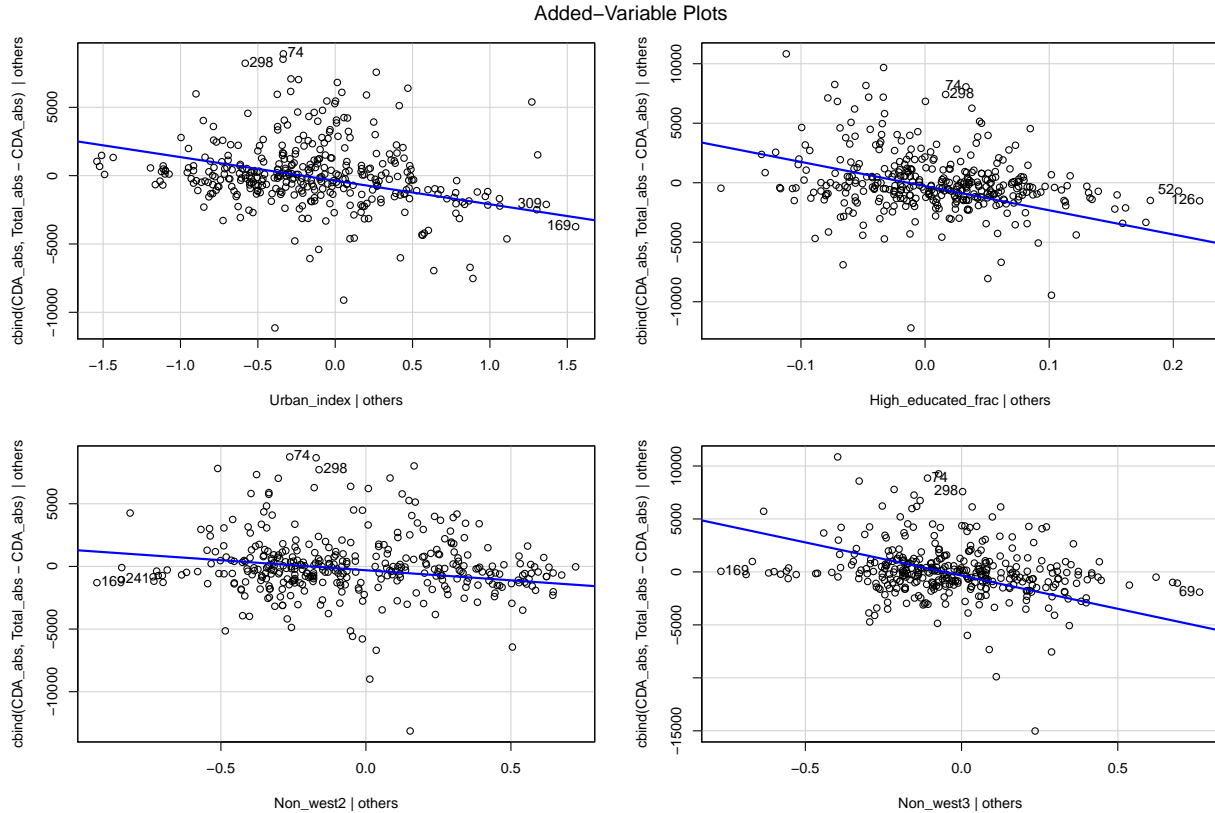 Added−Variable Plots
cbind(CDA_abs, Total_abs − CDA_abs) | others
5000
0
−5000
−10000
74
298
309
169
−1.5 −1.0 −0.5 0.0 0.5 1.0 1.5
Urban_index | others
cbind(CDA_abs, Total_abs − CDA_abs) | others
10000
5000
0
−5000
−10000
74
298
52
126
−0.1 0.0 0.1 0.2
High_educated_frac | others
cbind(CDA_abs, Total_abs − CDA_abs) | others
5000
0
−5000
−10000
74
298
169
−0.5 0.0 0.5
Non_west2 | others
cbind(CDA_abs, Total_abs − CDA_abs) | others
10000
5000
0
−5000
−15000
74
298
69
−0.5 0.0 0.5
Non_west3 | others